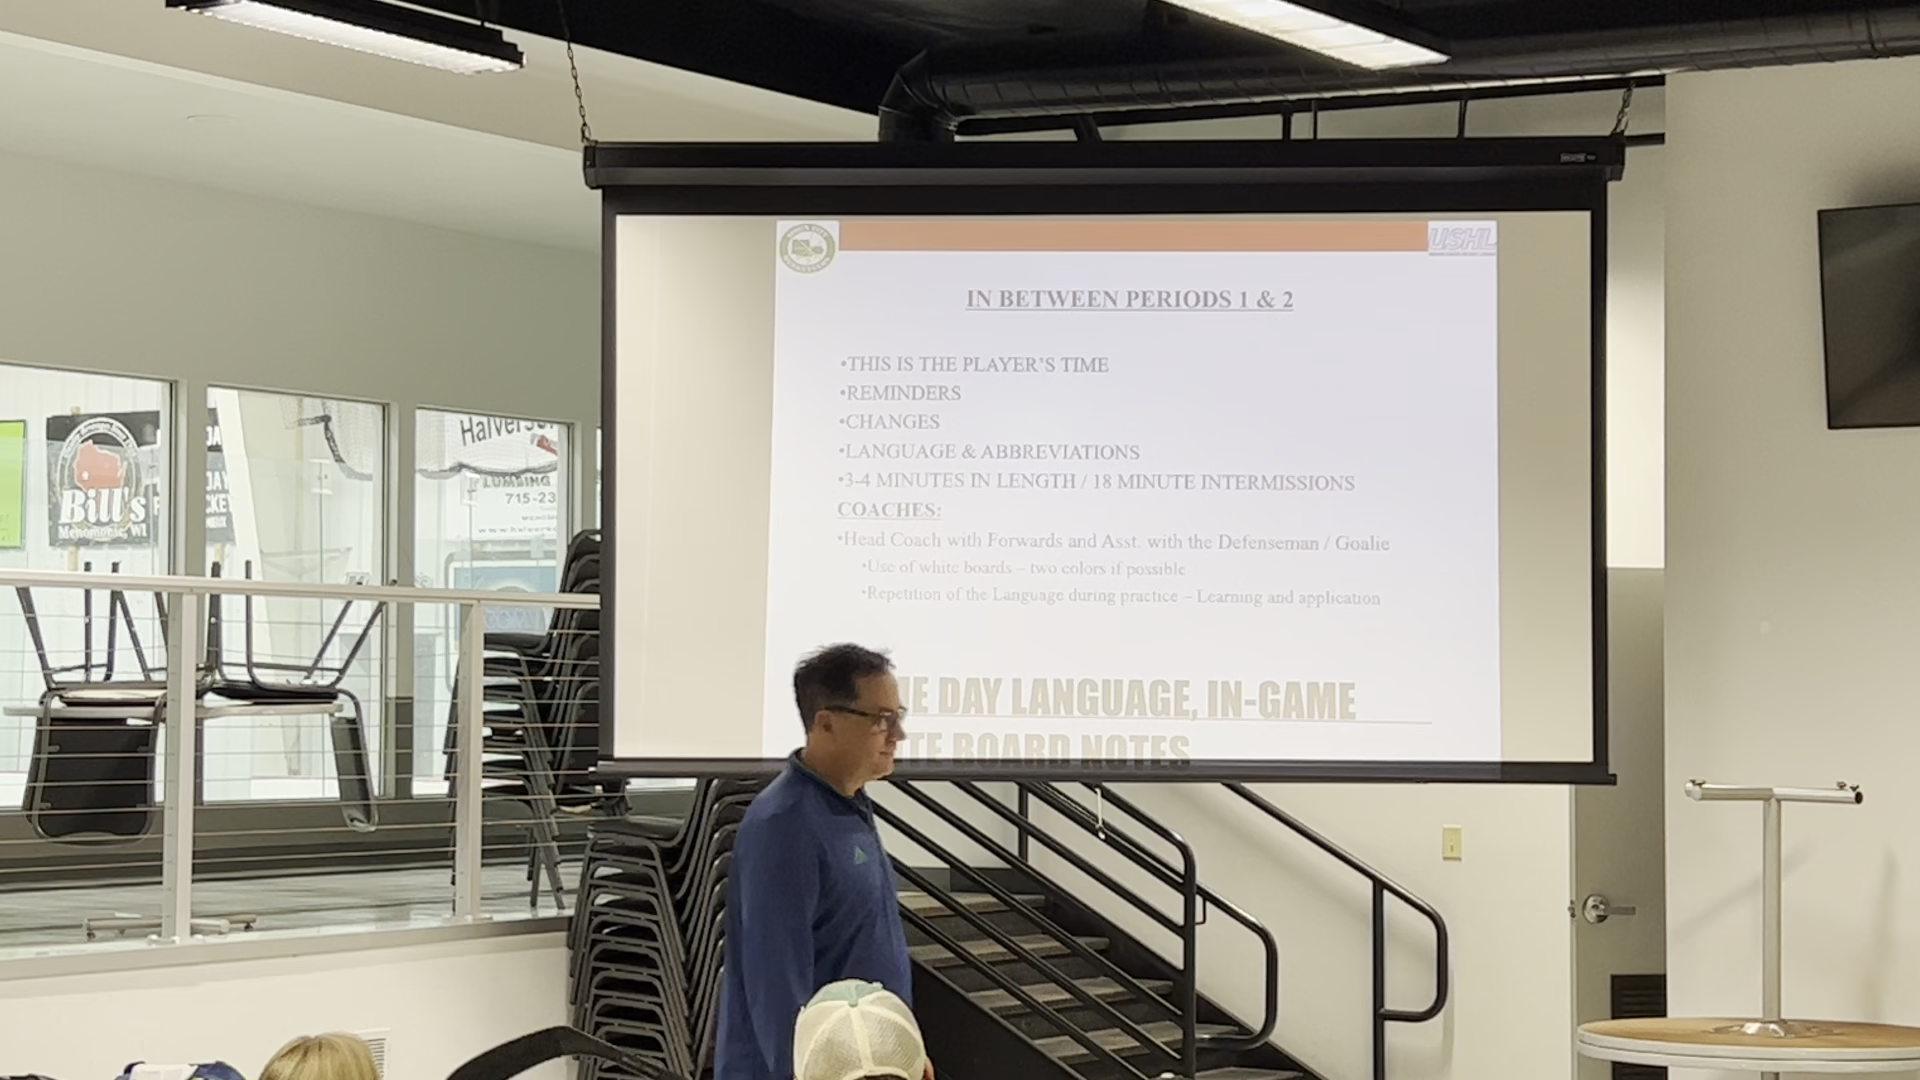 USHL
IN BETWEEN PERIODS 1 & 2
•THIS IS THE PLAYER'S TIME
•REMINDERS
•CHANGES
•LANGUAGE & ABBREVIATIONS
•3-4 MINUTES IN LENGTH / 18 MINUTE INTERMISSIONS
COACHES:
•Head Coach with Forwards and Asst. with the Defenseman / Goalie
•Use of white boards – two colors if possible
•Repetition of the Language during practice – Learning and application
DAY LANGUAGE, IN-GAME
BOARD NOTES
Bill's
Menomonie, WI
Halverson
715-23